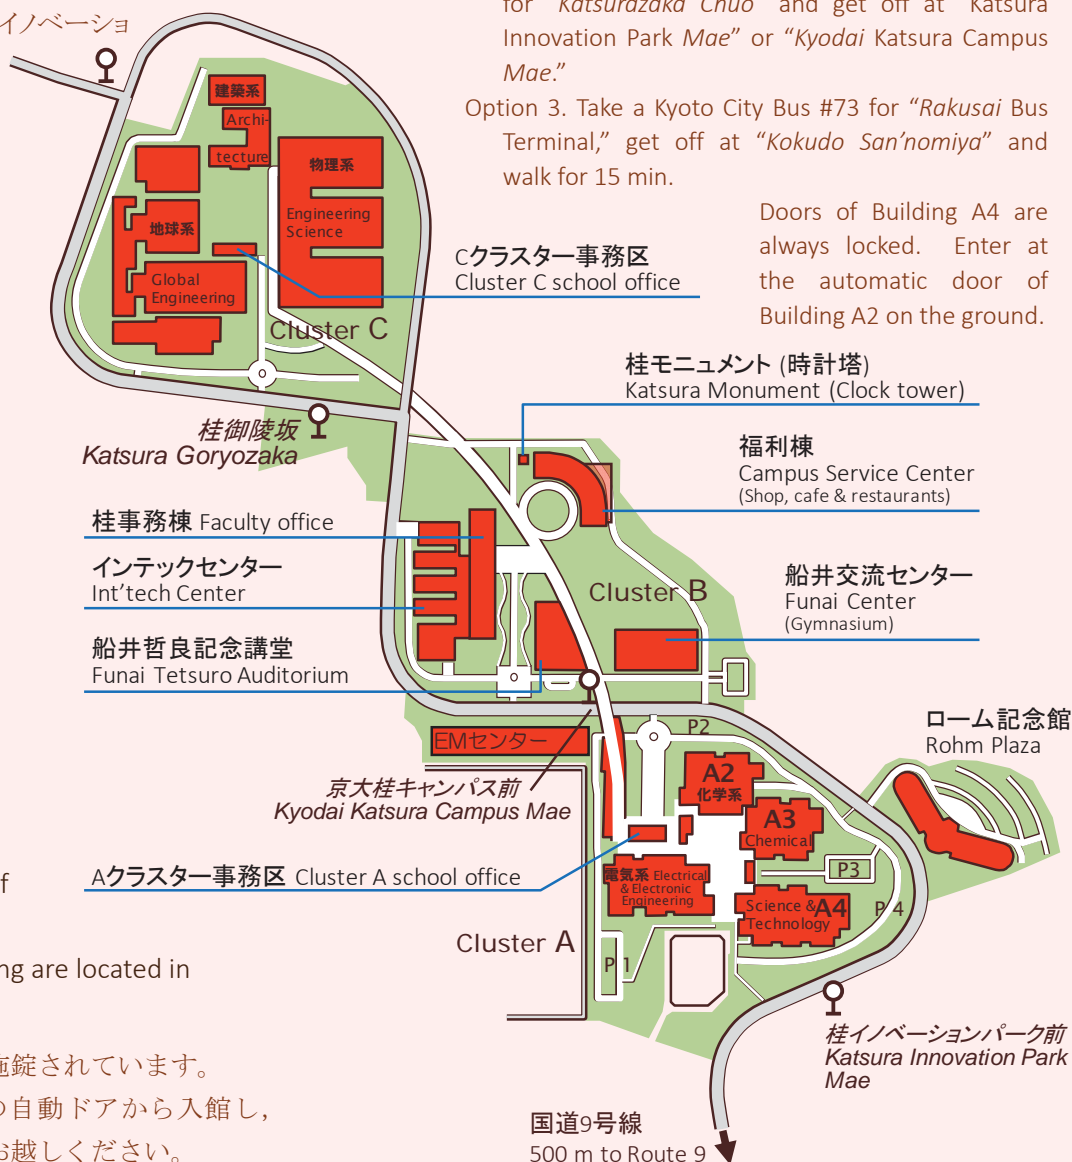 for “Katsurazaka Chuo” and get off at “Katsura
Innovation Park Mae” or “Kyodai Katsura Campus
Mae.”
Option 3. Take a Kyoto City Bus #73 for “Rakusai Bus
Terminal,” get off at “Kokudo San’nomiya” and
walk for 15 min.
Doors of Building A4 are
always locked. Enter at
the automatic door of
Building A2 on the ground.
イノベーショ
建築系
Archi-
tecture
物理系
Engineering
Science
地球系
Global
Engineering
Cクラスター事務区
Cluster C school office
Cluster C
桂モニュメント (時計塔)
Katsura Monument (Clock tower)
桂御陵坂
Katsura Goryozaka
福利棟
Campus Service Center
(Shop, cafe & restaurants)
桂事務棟 Faculty office
インテックセンター
Int’tech Center
Cluster B
船井交流センター
Funai Center
(Gymnasium)
船井哲良記念講堂
Funai Tetsuro Auditorium
ローム記念館
Rohm Plaza
P2
EMセンター
A2
化学系
京大桂キャンパス前
Kyodai Katsura Campus Mae
A3
Chemical
P3
Aクラスター事務区 Cluster A school office
電気系 Electrical
& Electronic
Engineering
Science &
Technology
A4
P4
f
Cluster A
P1
ng are located in
桂イノベーションパーク前
Katsura Innovation Park
Mae
施錠されています。
の自動ドアから入館し，
お越しください。
国道9号線
500 m to Route 9